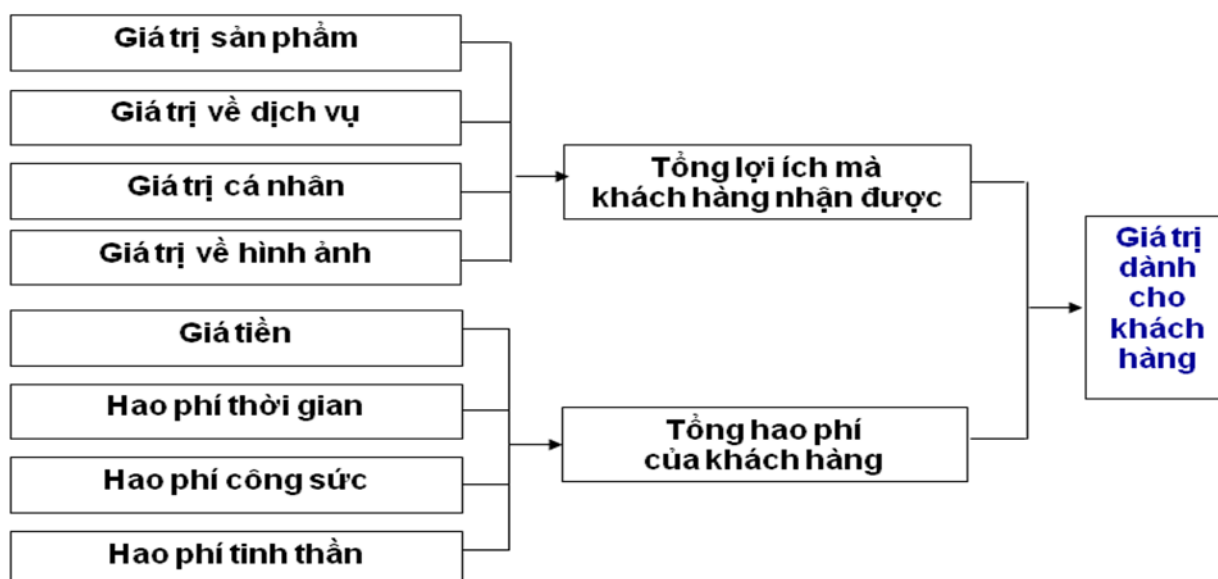 Giá trị sản phẩm
Giá trị về dịch vụ
Giá trị cá nhân
Giá trị về hình ảnh
Tổng lợi ích mà
khách hàng nhận được
Giá tiền
Hao phí thời gian
Hao phí công sức
Hao phí tinh thần
Tổng hao phí
của khách hàng
Giá trị
dành
cho
khách
hàng